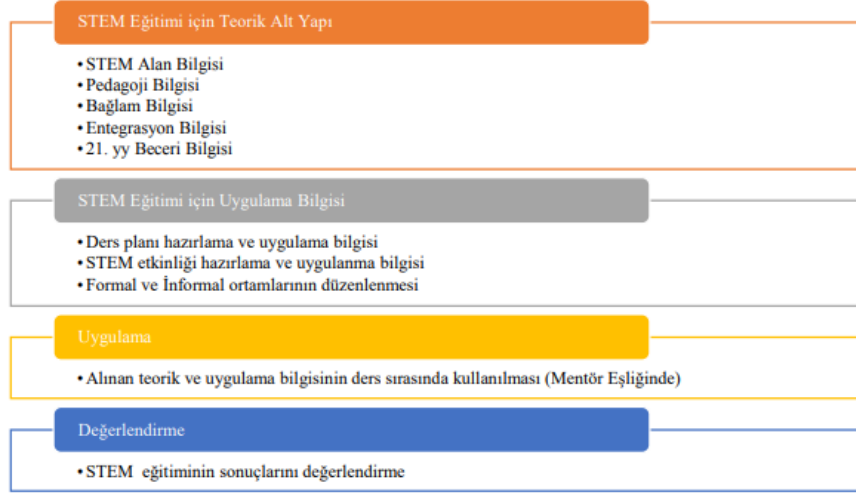 STEM Eğitimi için Teorik Alt Yapı
• STEM Alan Bilgisi
• Pedagoji Bilgisi
• Bağlam Bilgisi
• Entegrasyon Bilgisi
• 21. yy Beceri Bilgisi
STEM Eğitimi için Uygulama Bilgisi
• Ders planı hazırlama ve uygulama bilgisi
• STEM etkinliği hazırlama ve uygulanma bilgisi
• Formal ve İnformal ortamlarının düzenlenmesi
Uygulama
• Alınan teorik ve uygulama bilgisinin ders sırasında kullanılması (Mentör Eşliğinde)
Değerlendirme
• STEM eğitiminin sonuçlarını değerlendirme